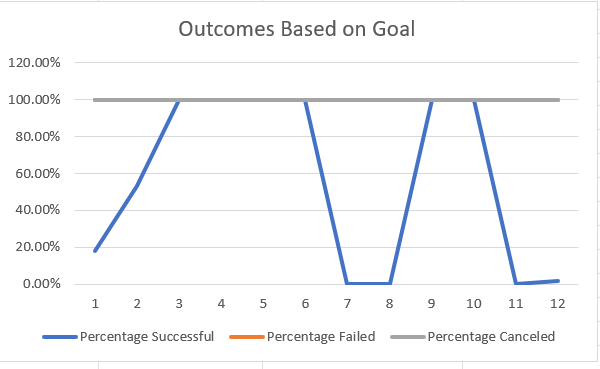 Outcomes Based on Goal
120.00%
100.00%
80.00%
60.00%
40.00%
20.00%
0.00%
1 2 3 4 5 6 7 8 9 10 11 12
Percentage Successful Percentage Failed Percentage Canceled